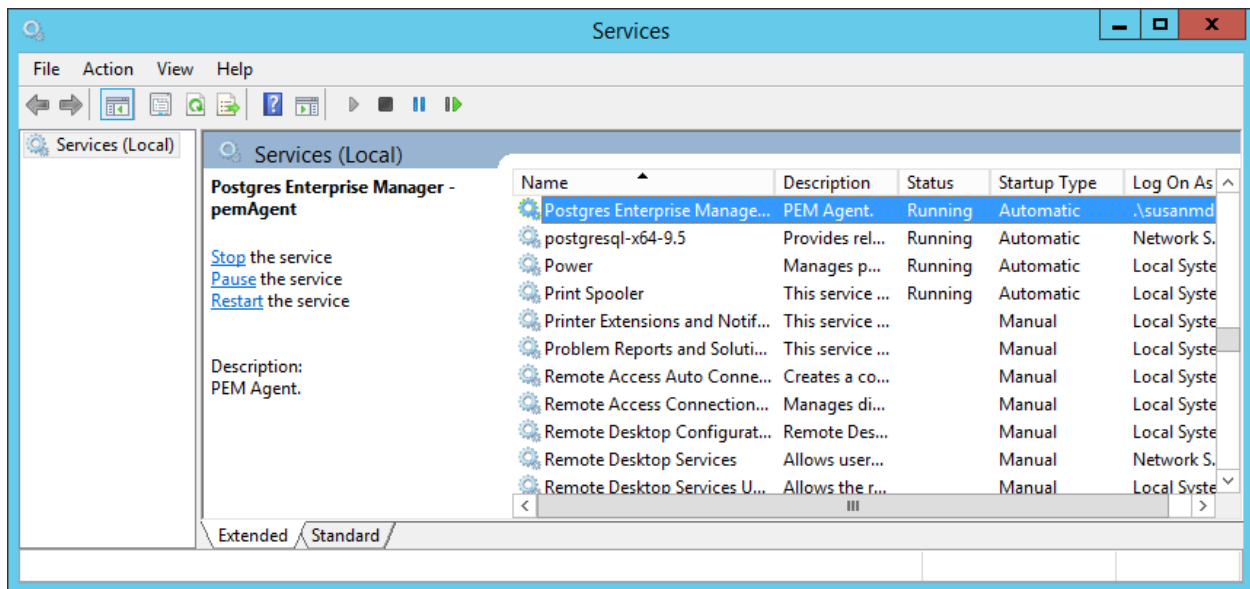 Services
File Action View Help
Services (Local)
Services (Local)
Postgres Enterprise Manager -
pemAgent
Stop the service
Pause the service
Restart the service
Description:
PEM Agent.
Name Description Status Startup Type Log On As
Postgres Enterprise Manage... PEM Agent. Running Automatic .\susanmd
postgresql-x64-9.5 Provides rel... Running Automatic Network S.
Power Manages p... Running Automatic Local Syste
Print Spooler This service ... Running Automatic Local Syste
Printer Extensions and Notif... This service ... Manual Local Syste
Problem Reports and Soluti... This service ... Manual Local Syste
Remote Access Auto Conne... Creates a co... Manual Local Syste
Remote Access Connection... Manages di... Manual Local Syste
Remote Desktop Configurat... Remote Des... Manual Local Syste
Remote Desktop Services Allows user... Manual Network S.
Remote Desktop Services U... Allows the r... Manual Local Syste
Extended Standard